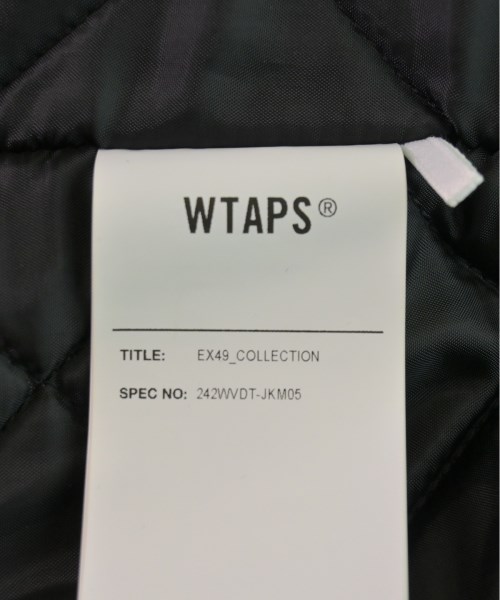 WTAPS®
TITLE: EX49_COLLECTION
SPEC NO: 242WVDT-JKM05